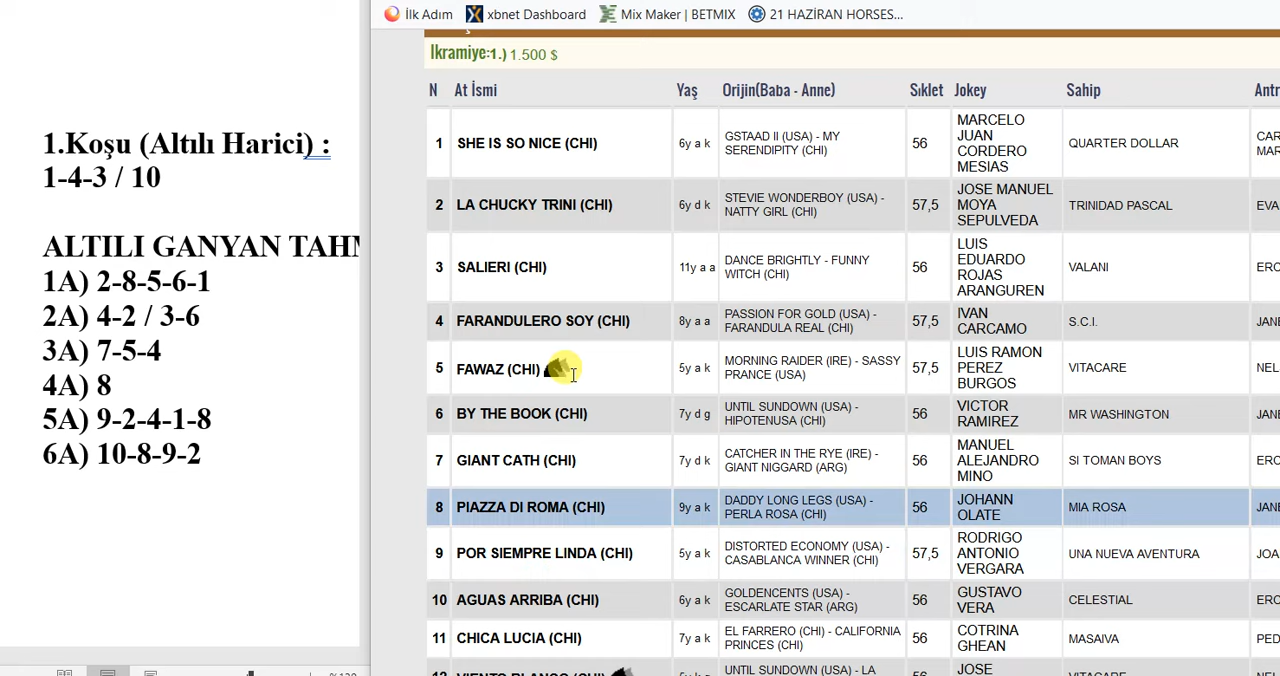 İlk Adım xbnet Dashboard Mix Maker | BETMIX 21 HAZİRAN HORSES...
1.Koşu (Altılı Harici) :
1-4-3 / 10
ALTILI GANYAN
1A) 2-8-5-6-1
2A) 4-2 / 3-6
3A) 7-5-4
4A) 8
5A) 9-2-4-1-8
6A) 10-8-9-2
Ikramiye:1.) 1.500 $
N At İsmi Yaş Orijin(Baba - Anne) Sıklet Jokey Sahip
1 SHE IS SO NICE (CHI) 6y a k GSTAAD II (USA) - MY SERENDIPITY (CHI) 56 MARCELO JUAN CORDERO MESIAS QUARTER DOLLAR
2 LA CHUCKY TRINI (CHI) 6y d k STEVIE WONDERBOY (USA) - NATTY GIRL (CHI) 57,5 JOSE MANUEL MOYA SEPULVEDA TRINIDAD PASCAL
3 SALIERI (CHI) 11y a a DANCE BRIGHTLY - FUNNY WITCH (CHI) 56 LUIS EDUARDO ROJAS ARANGUREN VALANI
4 FARANDULERO SOY (CHI) 8y a a PASSION FOR GOLD (USA) - FARANDULA REAL (CHI) 57,5 IVAN CARCAMO S.C.I.
5 FAWAZ (CHI) 5y a k MORNING RAIDER (IRE) - SASSY PRANCE (USA) 57,5 LUIS RAMON PEREZ BURGOS VITACARE
6 BY THE BOOK (CHI) 7y d g UNTIL SUNDOWN (USA) - HIPOTENUSA (CHI) 56 VICTOR RAMIREZ MR WASHINGTON
7 GIANT CATH (CHI) 7y d k CATCHER IN THE RYE (IRE) - GIANT NIGGARD (ARG) 56 MANUEL ALEJANDRO MINO SI TOMAN BOYS
8 PIAZZA DI ROMA (CHI) 9y a k DADDY LONG LEGS (USA) - PERLA ROSA (CHI) 56 JOHANN OLATE MIA ROSA
9 POR SIEMPRE LINDA (CHI) 5y a k DISTORTED ECONOMY (USA) - CASABLANCA WINNER (CHI) 57,5 RODRIGO ANTONIO VERGARA UNA NUEVA AVENTURA
10 AGUAS ARRIBA (CHI) 6y a k GOLDENCENTS (USA) - ESCARLATE STAR (ARG) 56 GUSTAVO VERA CELESTIAL
11 CHICA LUCIA (CHI) 7y a k EL FARRERO (CHI) - CALIFORNIA PRINCES (CHI) 56 COTRINA GHEAN MASAIVA
UNTIL SUNDOWN (USA) - LA JOSE